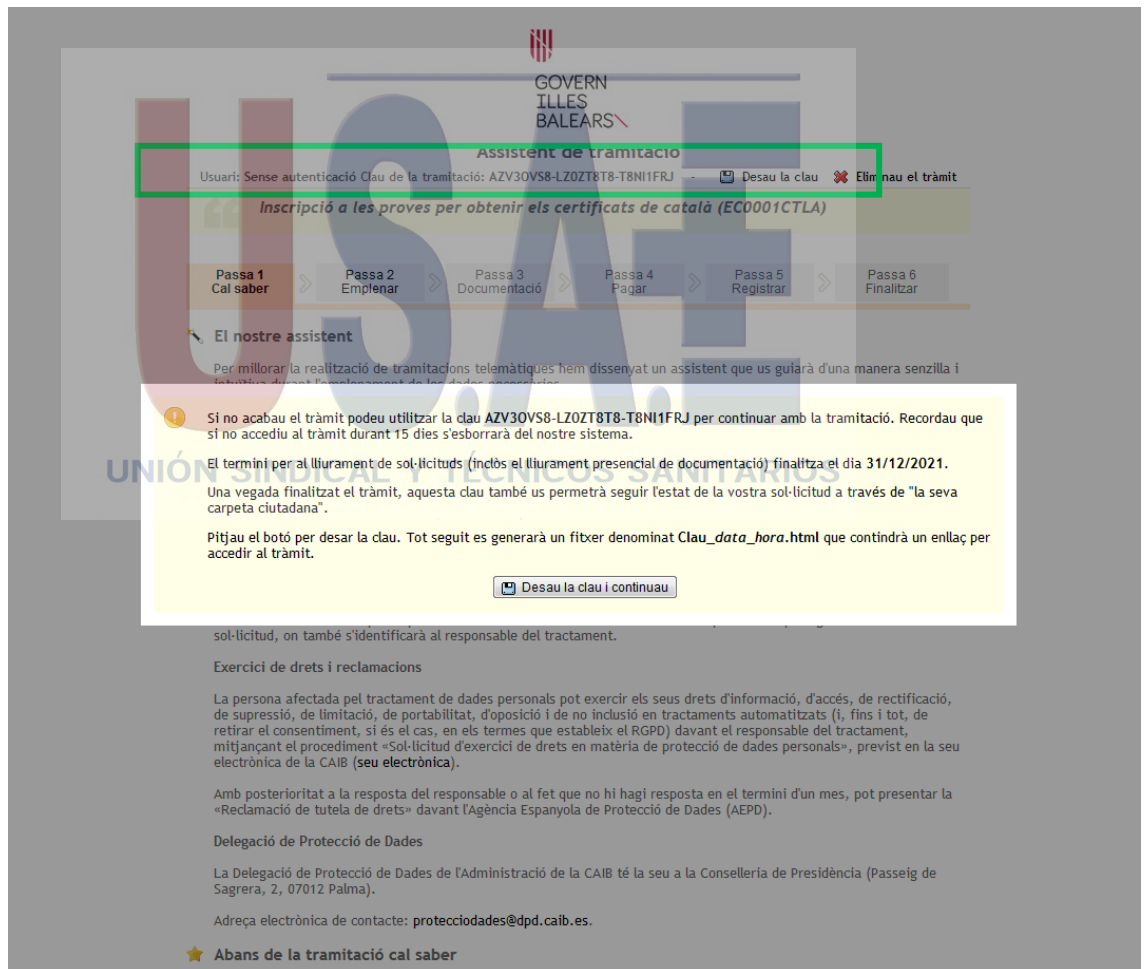 GOVERN
ILLES
BALEARS
Assistent de tramitació
Usuari: Sense autenticació Clau de la tramitació: AZV3OVS8-LZ0ZT8T8-T8NI1FRJ - Desau la clau Eliminau el tràmit
Inscripció a les proves per obtenir els certificats de català (EC0001CTLA)
Passa 1 Passa 2 Passa 3 Passa 4 Passa 5 Passa 6
Cal saber Emplenar Documentació Pagar Registrar Finalitzar
El nostre assistent
Per millorar la realització de tramitacions telemàtiques hem dissenyat un assistent que us guiarà d'una manera senzilla i
intuïtiva durant l'emplenament de les dades necessàries
U.S.A.E
UNIÓN SINDICAL Y TÉCNICOS SANITARIOS
Si no acabau el tràmit podeu utilitzar la clau AZV3OVS8-LZ0ZT8T8-T8NI1FRJ per continuar amb la tramitació. Recordau que
si no accediu al tràmit durant 15 dies s'esborrarà del nostre sistema.
El termini per al lliurament de sol·licituds (inclòs el lliurament presencial de documentació) finalitza el dia 31/12/2021.
Una vegada finalitzat el tràmit, aquesta clau també us permetrà seguir l'estat de la vostra sol·licitud a través de "la seva
carpeta ciutadana".
Pitjau el botó per desar la clau. Tot seguit es generarà un fitxer denominat Clau_data_hora.html que contindrà un enllaç per
accedir al tràmit.
Desau la clau i continuau
sol·licitud, on també s'identificarà al responsable del tractament.
Exercici de drets i reclamacions
La persona afectada pel tractament de dades personals pot exercir els seus drets d'informació, d'accés, de rectificació,
de supressió, de limitació, de portabilitat, d'oposició i de no inclusió en tractaments automatitzats (i, fins i tot, de
retirar el consentiment, si és el cas, en els termes que estableix el RGPD) davant el responsable del tractament,
mitjançant el procediment «Sol·licitud d'exercici de drets en matèria de protecció de dades personals», previst en la seu
electrònica de la CAIB (seu electrònica).
Amb posterioritat a la resposta del responsable o al fet que no hi hagi resposta en el termini d'un mes, pot presentar la
«Reclamació de tutela de drets» davant l'Agència Espanyola de Protecció de Dades (AEPD).
Delegació de Protecció de Dades
La Delegació de Protecció de Dades de l'Administració de la CAIB té la seu a la Conselleria de Presidència (Passeig de
Sagrera, 2, 07012 Palma).
Adreça electrònica de contacte: protecciodades@dpd.caib.es.
Abans de la tramitació cal saber